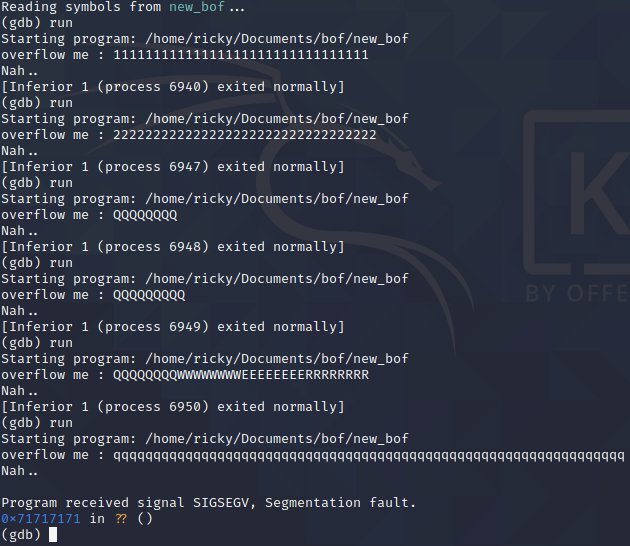 Reading symbols from new_bof...
(gdb) run
Starting program: /home/ricky/Documents/bof/new_bof
overflow me : 11111111111111111111111111111111
Nah..
[Inferior 1 (process 6940) exited normally]
(gdb) run
Starting program: /home/ricky/Documents/bof/new_bof
overflow me : 222222222222222222222222222222222
Nah..
[Inferior 1 (process 6947) exited normally]
(gdb) run
Starting program: /home/ricky/Documents/bof/new_bof
overflow me : QQQQQQQQ
Nah..
[Inferior 1 (process 6948) exited normally]
(gdb) run
Starting program: /home/ricky/Documents/bof/new_bof
overflow me : QQQQQQQQQ
Nah..
[Inferior 1 (process 6949) exited normally]
(gdb) run
Starting program: /home/ricky/Documents/bof/new_bof
overflow me : QQQQQQQQWWWWWWWWEEEEEEEERRRRRRRR
Nah..
[Inferior 1 (process 6950) exited normally]
(gdb) run
Starting program: /home/ricky/Documents/bof/new_bof
overflow me : qqqqqqqqqqqqqqqqqqqqqqqqqqqqqqqqqqqqqqqqqqqqqqqqqqqqqqqqqqqqqqqq
Nah..
Program received signal SIGSEGV, Segmentation fault.
0x71717171 in ?? ()
(gdb)
K
BY OFFE